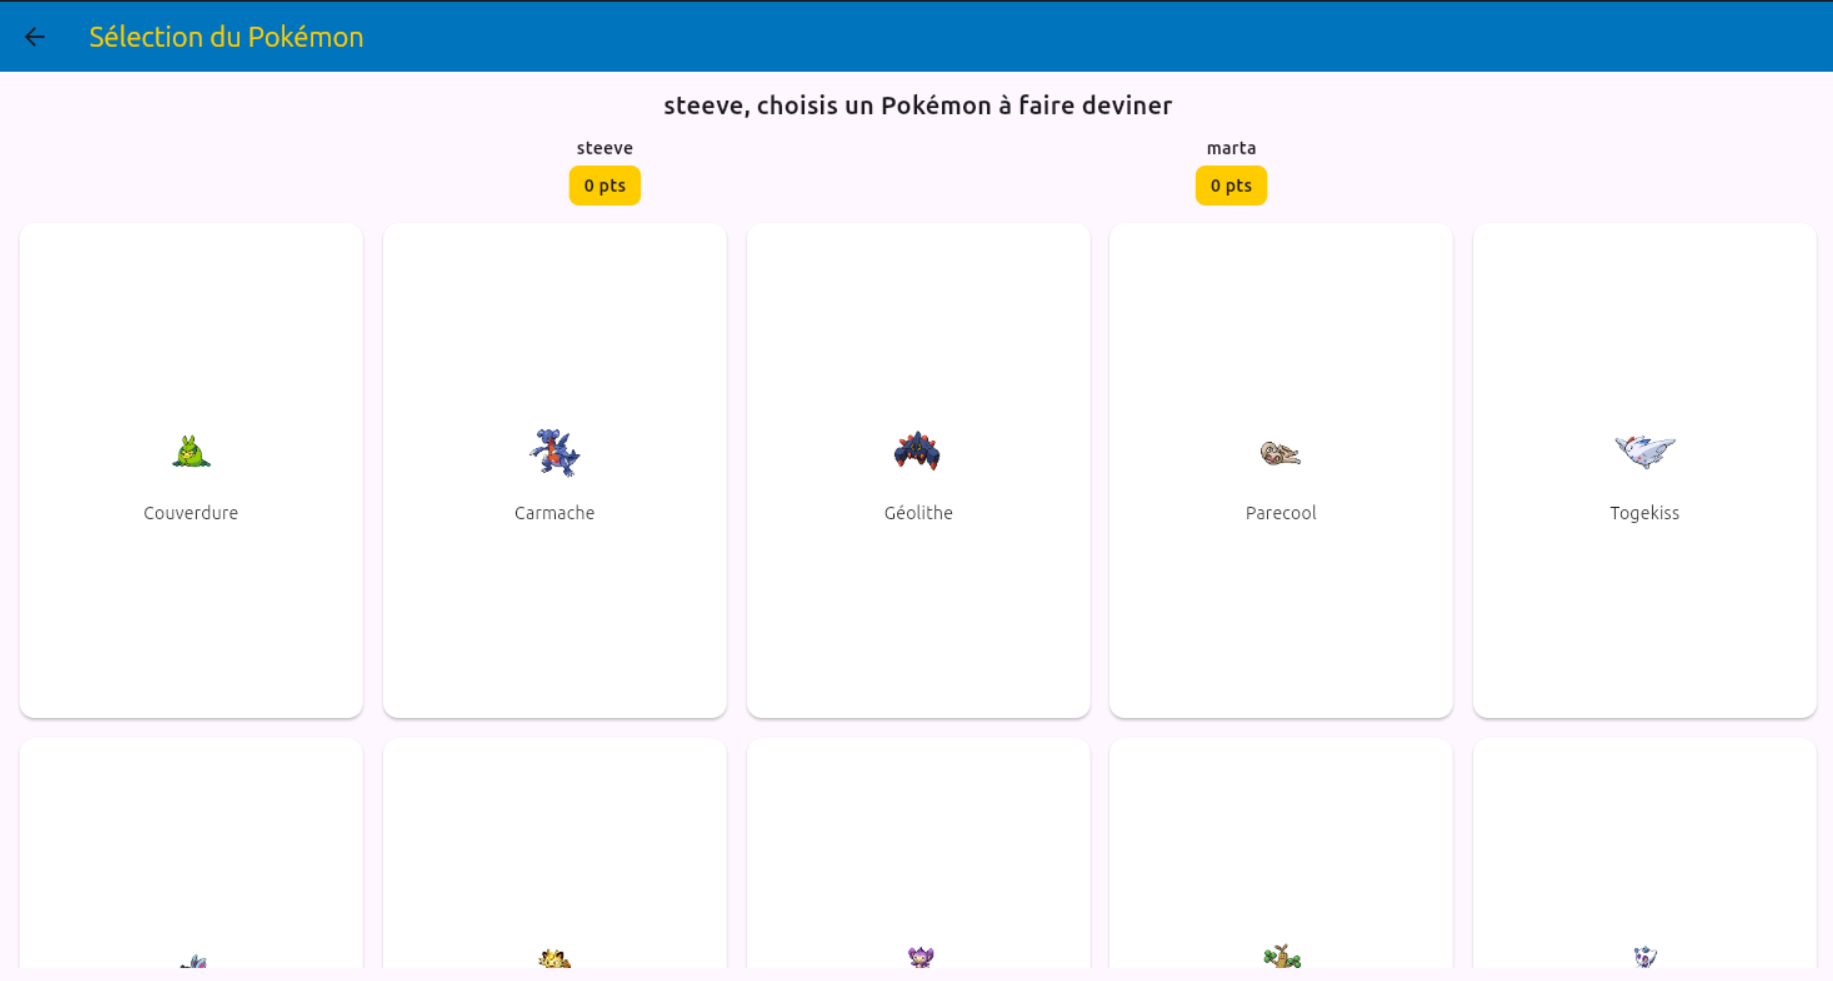 Sélection du Pokémon
steeve, choisis un Pokémon à faire deviner
steeve
marta
0 pts
0 pts
Couverdure
Carmache
Géolithe
Parecool
Togekiss